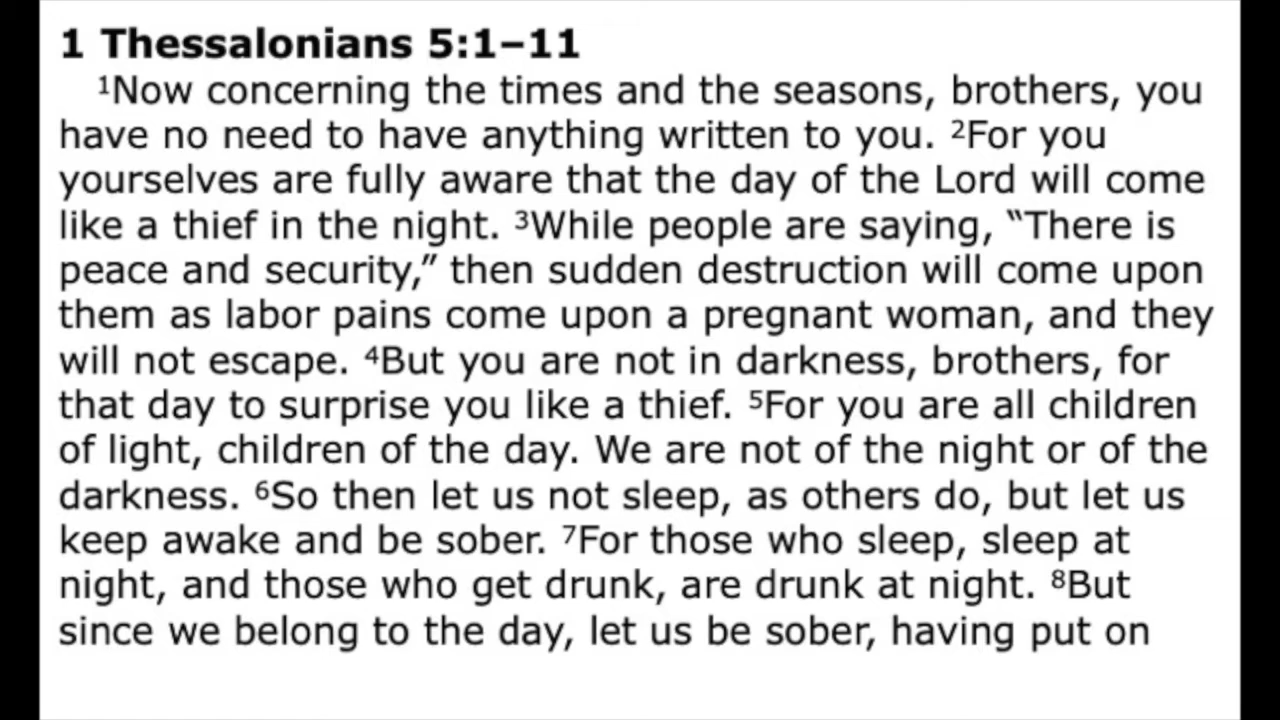 1 Thessalonians 5:1–11
¹Now concerning the times and the seasons, brothers, you
have no need to have anything written to you. ²For you
yourselves are fully aware that the day of the Lord will come
like a thief in the night. ³While people are saying, “There is
peace and security,” then sudden destruction will come upon
them as labor pains come upon a pregnant woman, and they
will not escape. ⁴But you are not in darkness, brothers, for
that day to surprise you like a thief. ⁵For you are all children
of light, children of the day. We are not of the night or of the
darkness. ⁶So then let us not sleep, as others do, but let us
keep awake and be sober. ⁷For those who sleep, sleep at
night, and those who get drunk, are drunk at night. ⁸But
since we belong to the day, let us be sober, having put on